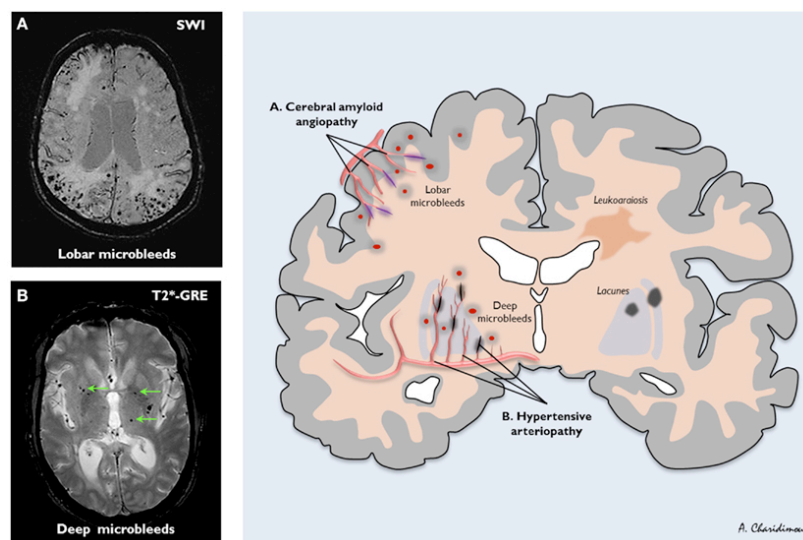 A
SWI
Lobar microbleeds
B
T2*-GRE
Deep microbleeds
A. Cerebral amyloid
angiopathy
Lobar
microbleeds
Leukoaraiosis
Deep
microbleeds
Lacunes
B. Hypertensive
arteriopathy
A. Charidimou